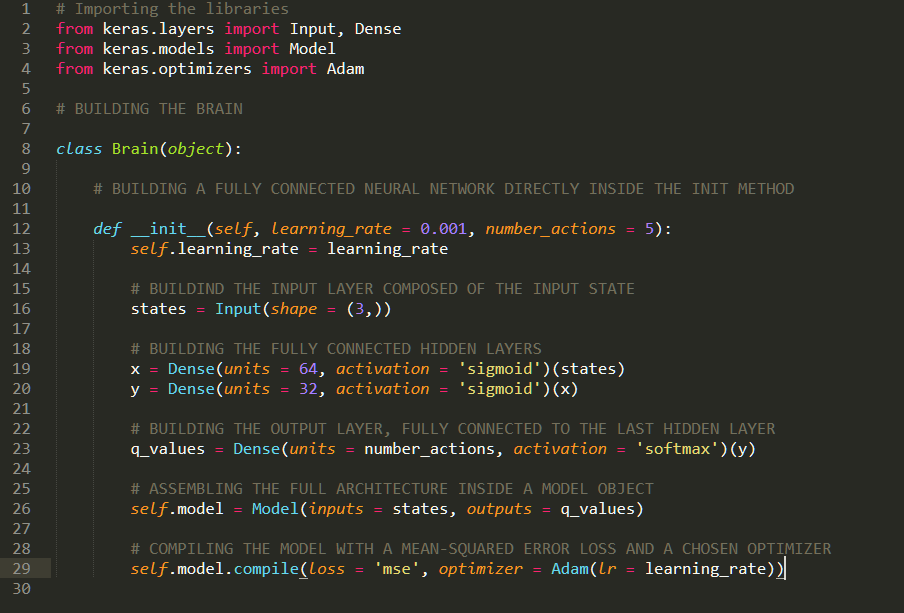 1 # Importing the libraries
2 from keras.layers import Input, Dense
3 from keras.models import Model
4 from keras.optimizers import Adam
5
6 # BUILDING THE BRAIN
7
8 class Brain(object):
9
10     # BUILDING A FULLY CONNECTED NEURAL NETWORK DIRECTLY INSIDE THE INIT METHOD
11
12     def __init__(self, learning_rate = 0.001, number_actions = 5):
13         self.learning_rate = learning_rate
14
15         # BUILDIND THE INPUT LAYER COMPOSED OF THE INPUT STATE
16         states = Input(shape = (3,))
17
18         # BUILDING THE FULLY CONNECTED HIDDEN LAYERS
19         x = Dense(units = 64, activation = 'sigmoid')(states)
20         y = Dense(units = 32, activation = 'sigmoid')(x)
21
22         # BUILDING THE OUTPUT LAYER, FULLY CONNECTED TO THE LAST HIDDEN LAYER
23         q_values = Dense(units = number_actions, activation = 'softmax')(y)
24
25         # ASSEMBLING THE FULL ARCHITECTURE INSIDE A MODEL OBJECT
26         self.model = Model(inputs = states, outputs = q_values)
27
28         # COMPILING THE MODEL WITH A MEAN-SQUARED ERROR LOSS AND A CHOSEN OPTIMIZER
29         self.model.compile(loss = 'mse', optimizer = Adam(lr = learning_rate))
30